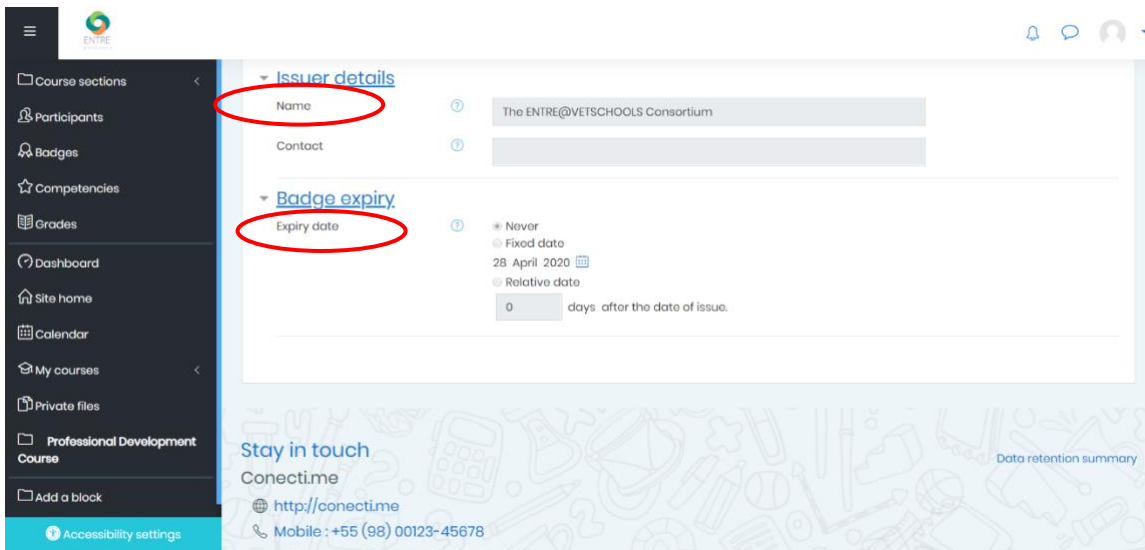 ENTRE
Course sections
Participants
Badges
Competencies
Grades
Dashboard
Site home
Calendar
My courses
Private files
Professional Development
Course
Add a block
Accessibility settings
Issuer details
Name
The ENTRE@VETSCHOOLS Consortium
Contact
Badge expiry
Expiry date
Never
Fixed date
28 April 2020
Relative date
0 days after the date of issue.
Stay in touch
Conecti.me
http://conecti.me
Mobile : +55 (98) 00123-45678
Data retention summary